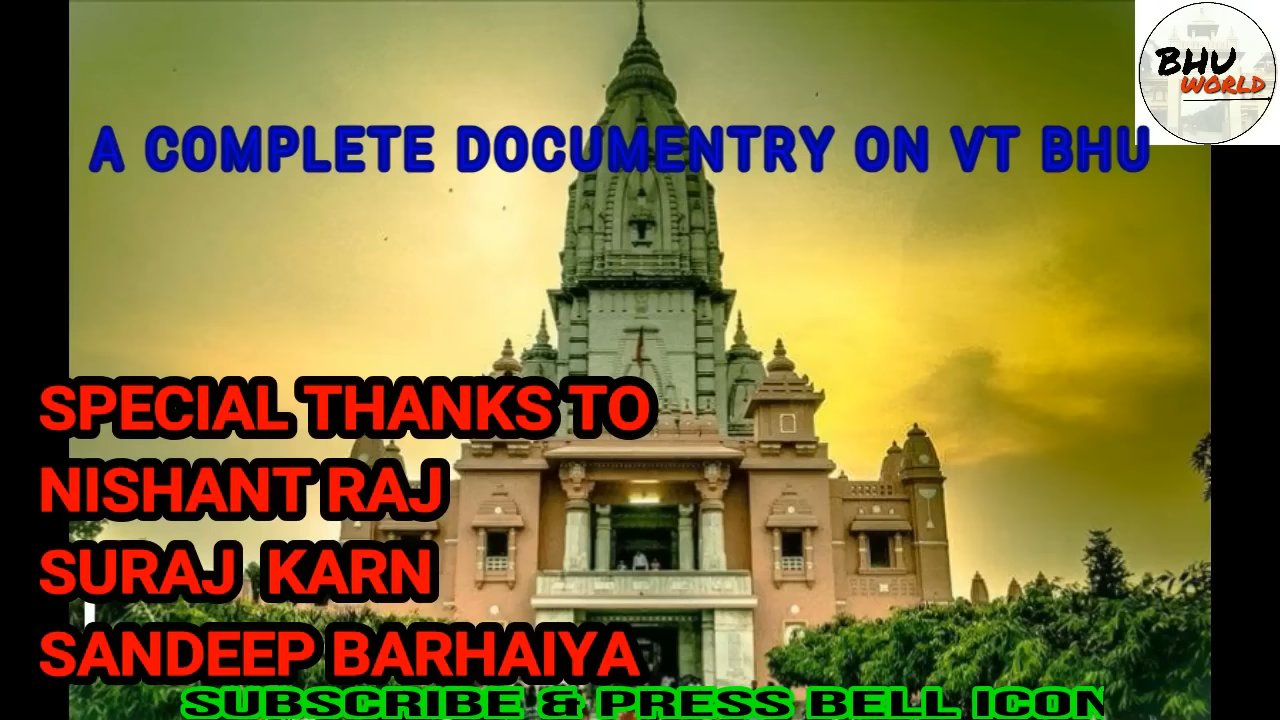 BHU
WORLD
A COMPLETE DOCUMENTRY ON VT BHU
SPECIAL THANKS TO
NISHANT RAJ
SURAJ KARN
SANDEEP BARHAIYA
SUBSCRIBE & PRESS BELL ICON